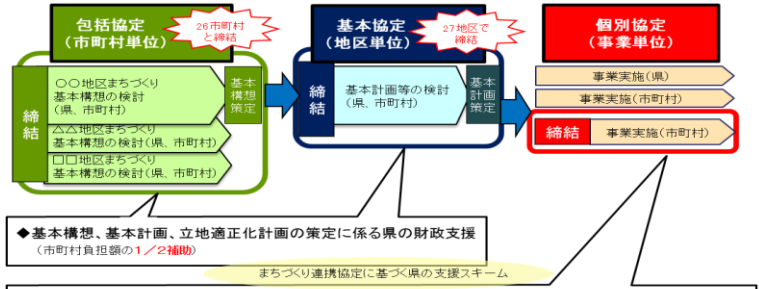 包括協定
(市町村単位)
26市町村
と締結
締結
○○地区まちづくり
基本構想の検討
(県、市町村)
△△地区まちづくり
基本構想の検討(県、市町村)
□□地区まちづくり
基本構想の検討(県、市町村)
基本構想策定
基本協定
(地区単位)
27地区で
締結
締結
基本計画等の検討
(県、市町村)
基本計画策定
個別協定
(事業単位)
事業実施(県)
事業実施(市町村)
締結
事業実施(市町村)
◆基本構想、基本計画、立地適正化計画の策定に係る県の財政支援
(市町村負担額の1/2補助)
まちづくり連携協定に基づく県の支援スキーム